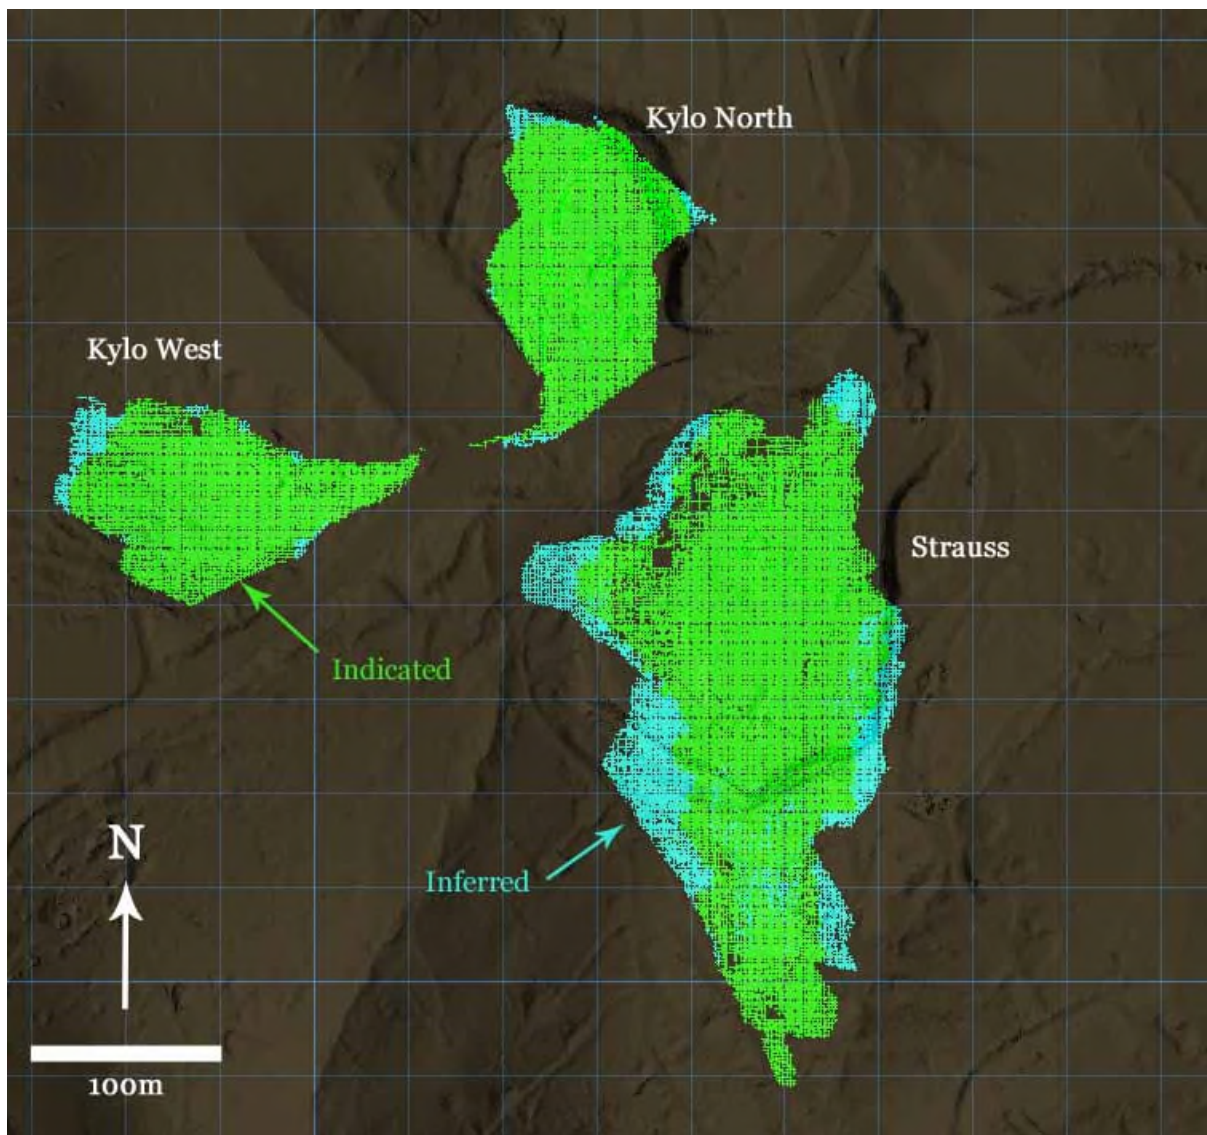 Kylo North
Kylo West
Strauss
Indicated
N
Inferred
100m